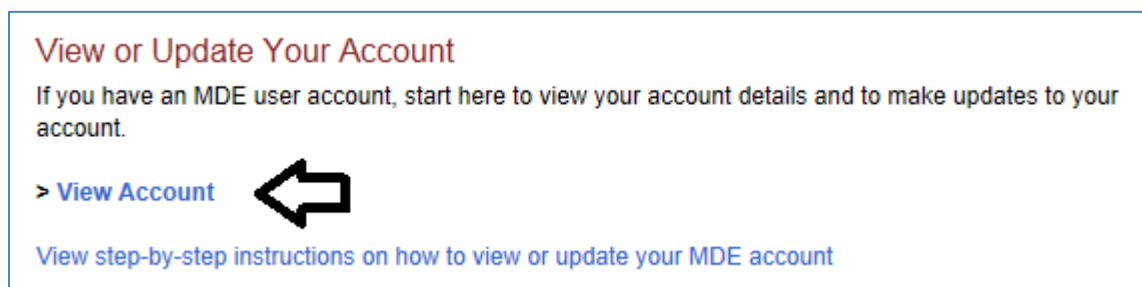 View or Update Your Account
If you have an MDE user account, start here to view your account details and to make updates to your
account.
> View Account
View step-by-step instructions on how to view or update your MDE account